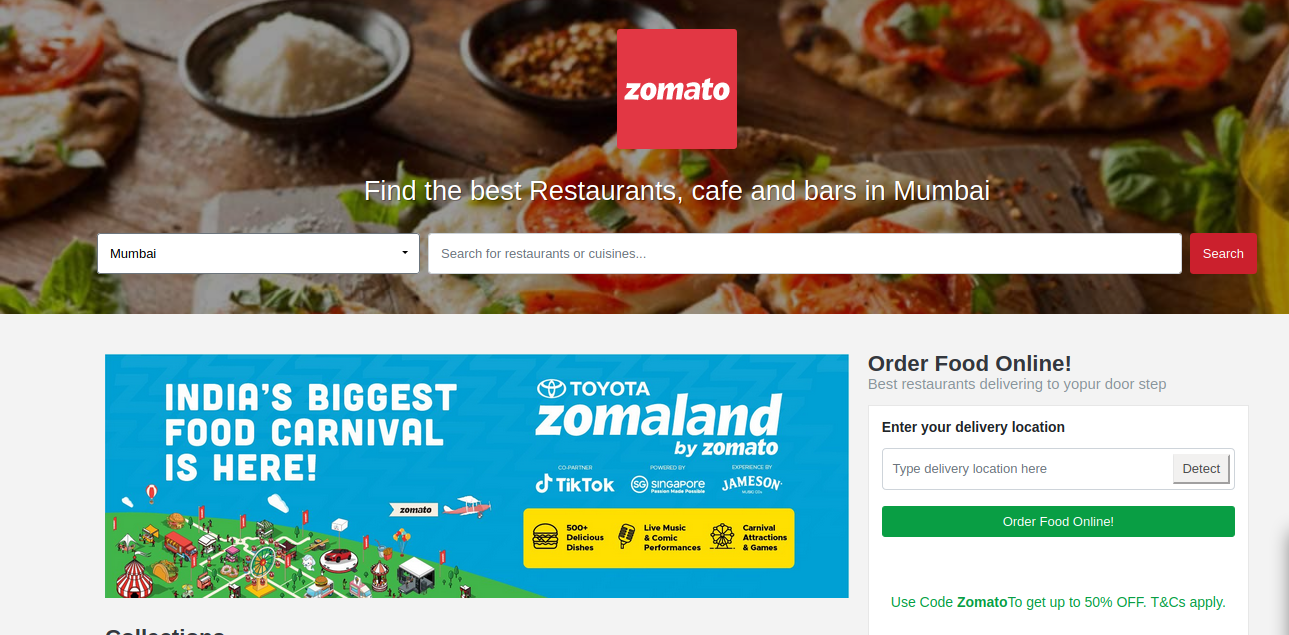 zomato
Find the best Restaurants, cafe and bars in Mumbai
Mumbai
Search for restaurants or cuisines...
Search
INDIA'S BIGGEST
FOOD CARNIVAL
IS HERE!
TOYOTA
zomaland
by zomato
CO-PARTNER
TikTok
POWERED BY
SG SINGAPORE
Passion Made Possible
EXPERIENCE BY
JAMESON
MUSIC CDs
zomato
500+
Delicious
Dishes
Live Music
& Comic
Performances
Carnival
Attractions
& Games
Order Food Online!
Best restaurants delivering to yopur door step
Enter your delivery location
Type delivery location here
Detect
Order Food Online!
Use Code ZomatoTo get up to 50% OFF. T&Cs apply.
Collections